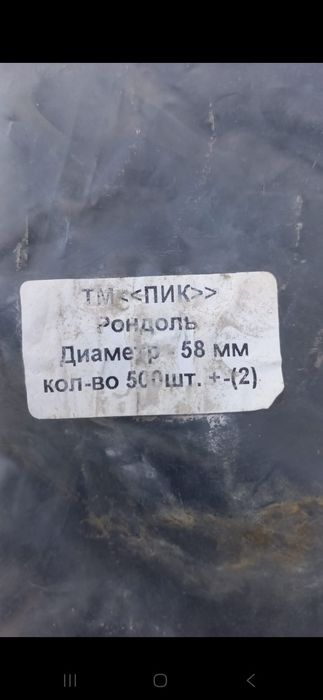 ТМ <<ПИК>>
Рондоль
Диаметр - 58 мм
кол-во 500шт. +-(2)